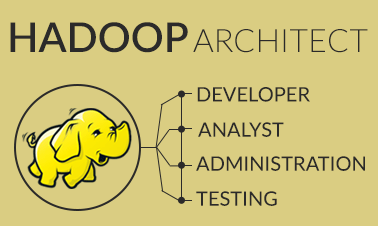 HADOOP ARCHITECT
DEVELOPER
ANALYST
ADMINISTRATION
TESTING